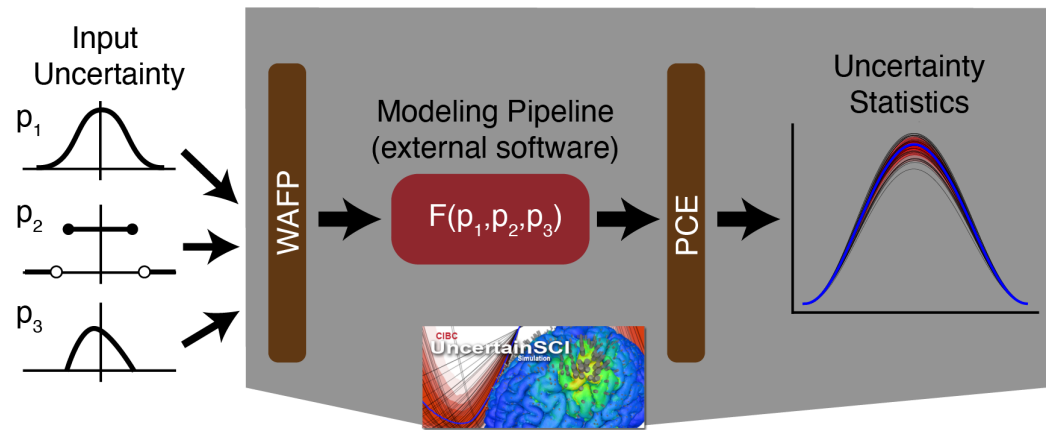 Input
Uncertainty
p1
p2
p3
WAFP
Modeling Pipeline
(external software)
F(p1,p2,p3)
PCE
Uncertainty
Statistics
CIBC
UncertainSCI
Simulation